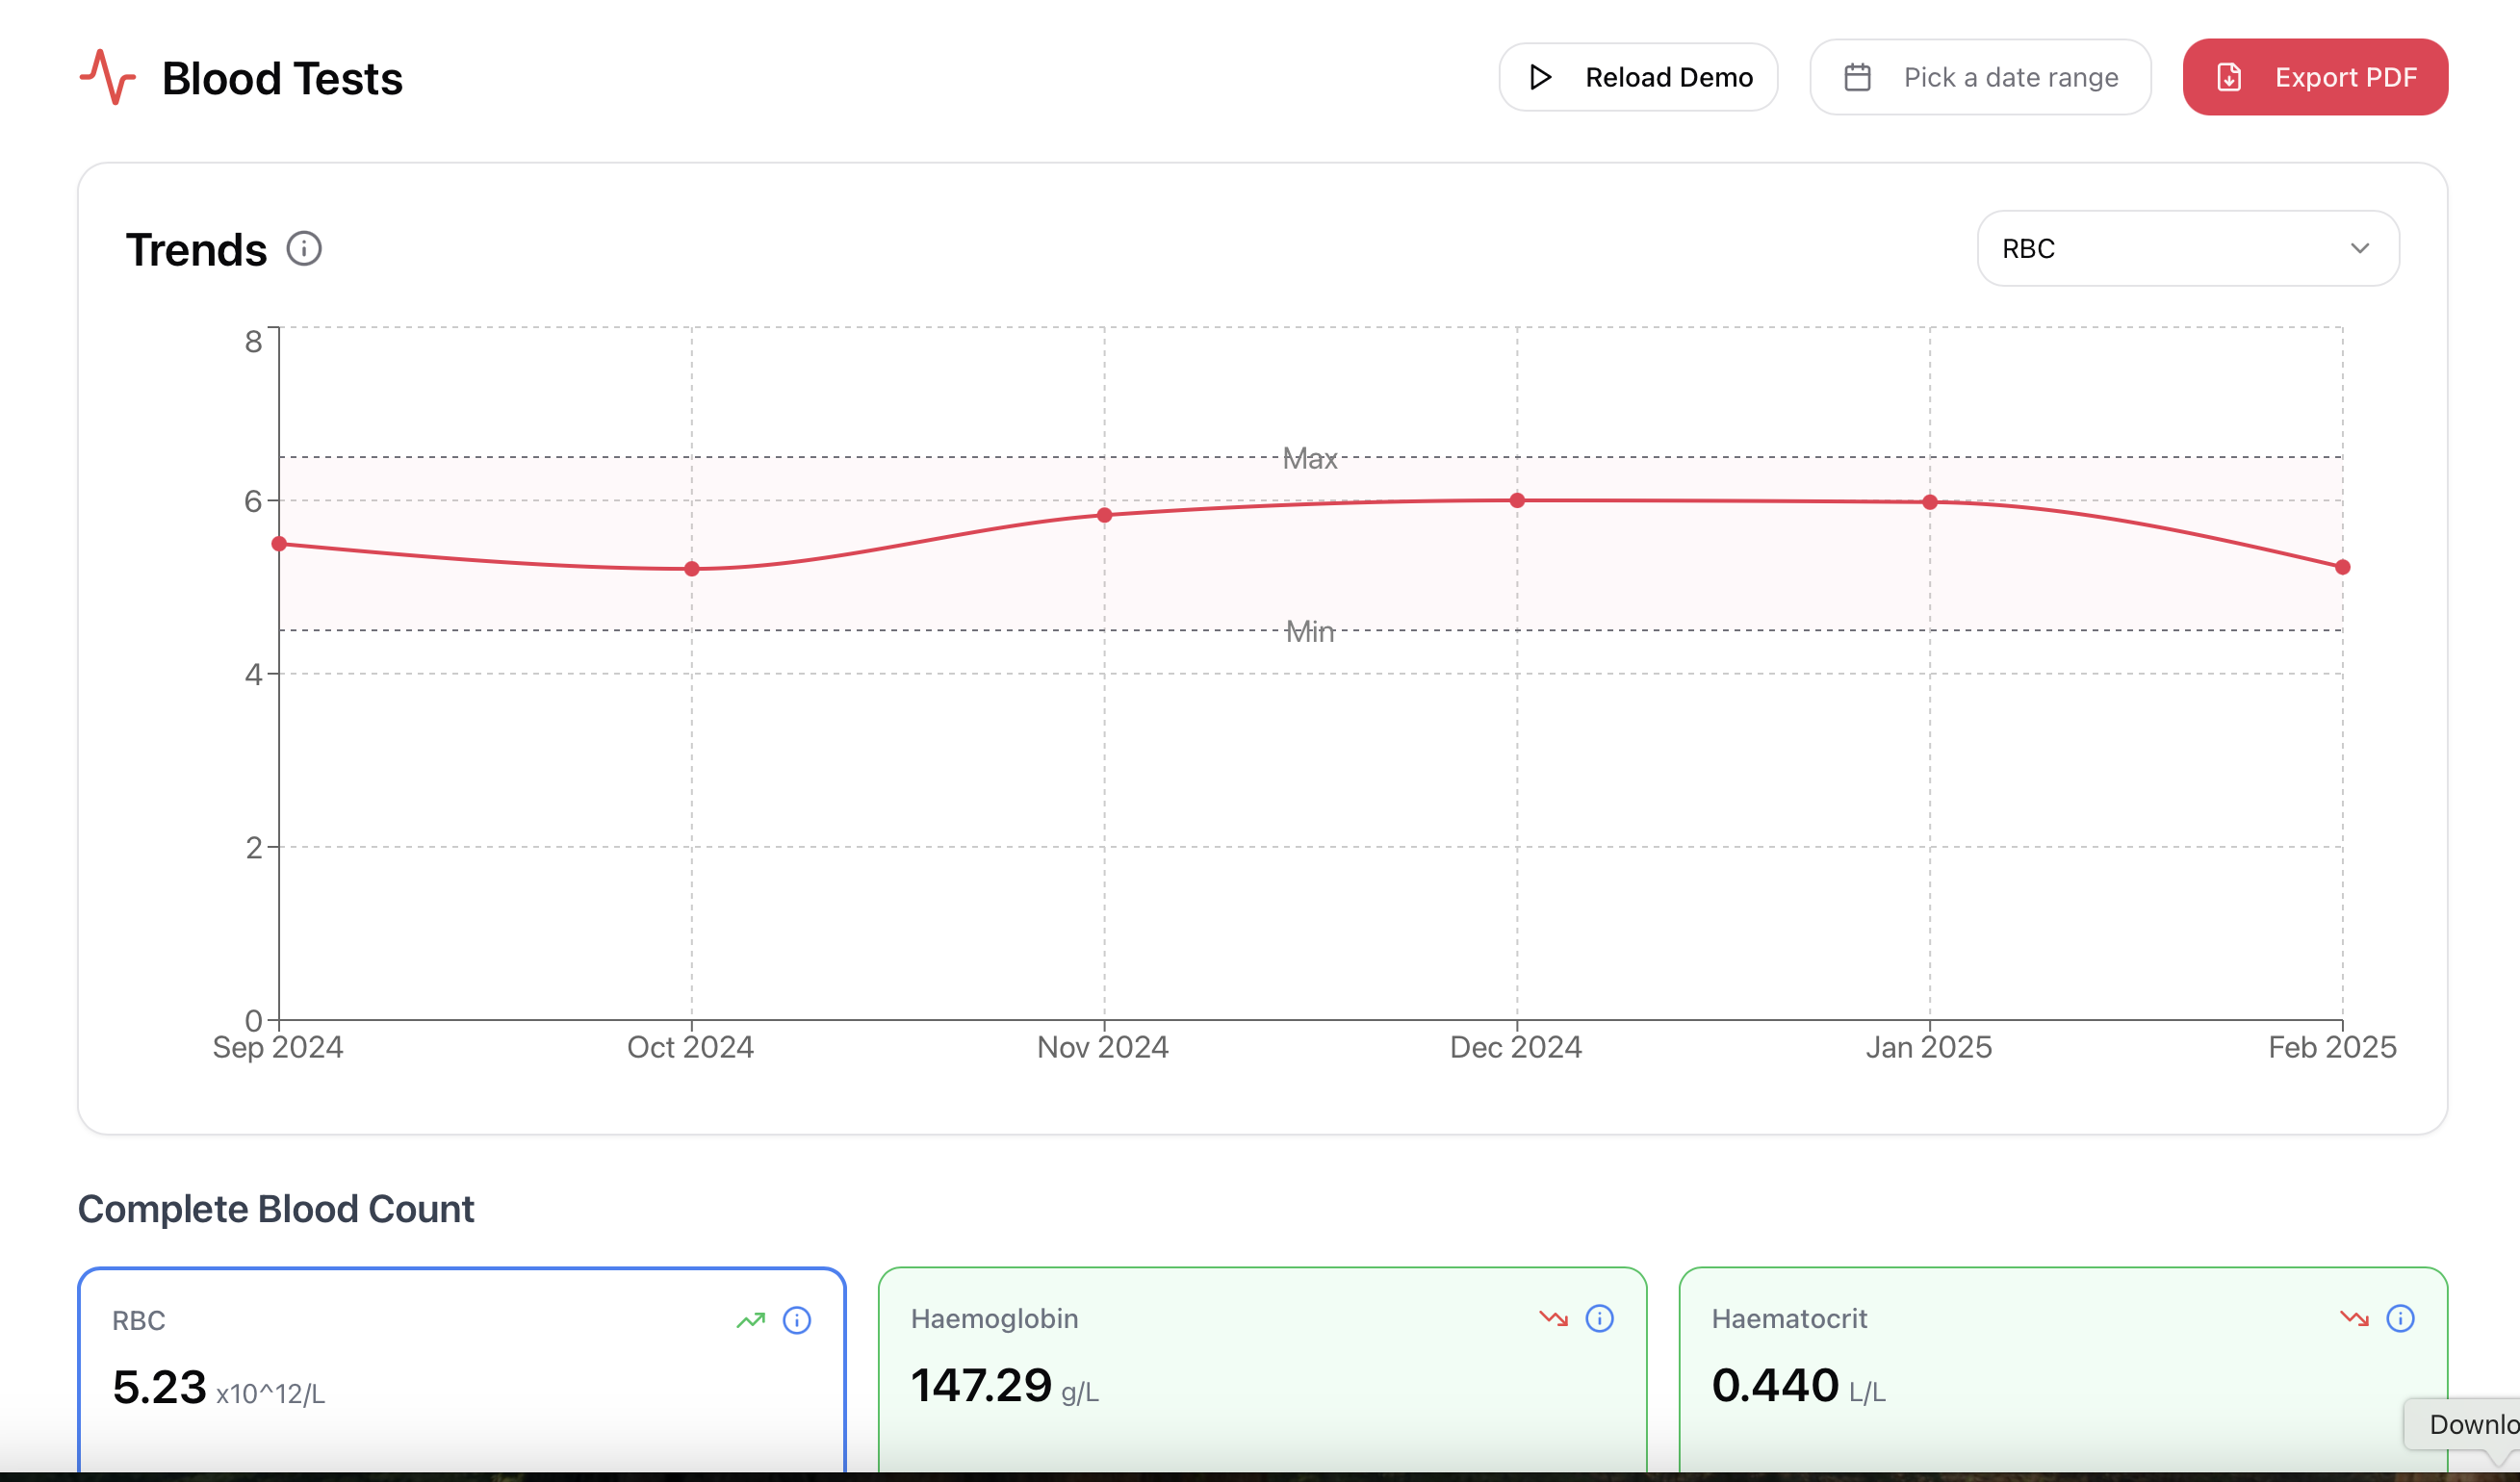 Blood Tests
Reload Demo
Pick a date range
Export PDF
Trends
RBC
8
Max
6
Min
4
2
0
Sep 2024
Oct 2024
Nov 2024
Dec 2024
Jan 2025
Feb 2025
Complete Blood Count
RBC
5.23 x10^12/L
Haemoglobin
147.29 g/L
Haematocrit
0.440 L/L
Downlo